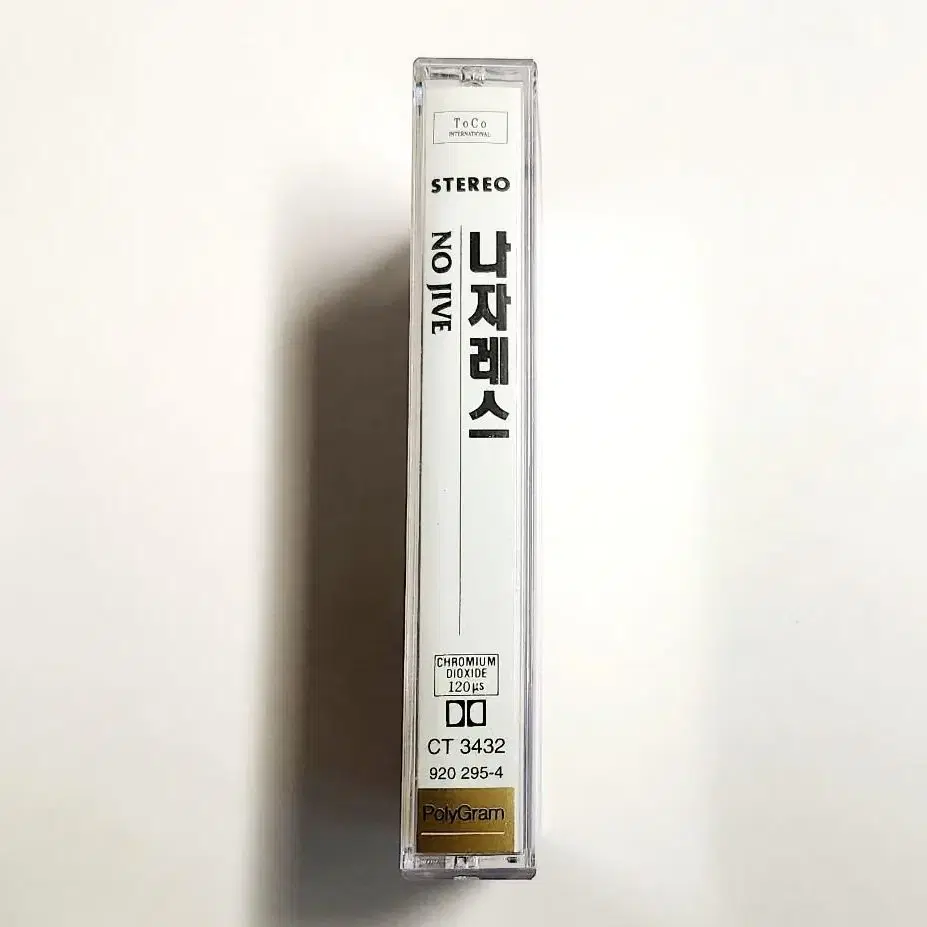 ToCo
INTERNATIONAL
STEREO
나자레스
NO JIVE
CHROMIUM
DIOXIDE
120µs
CT 3432
920 295-4
PolyGram